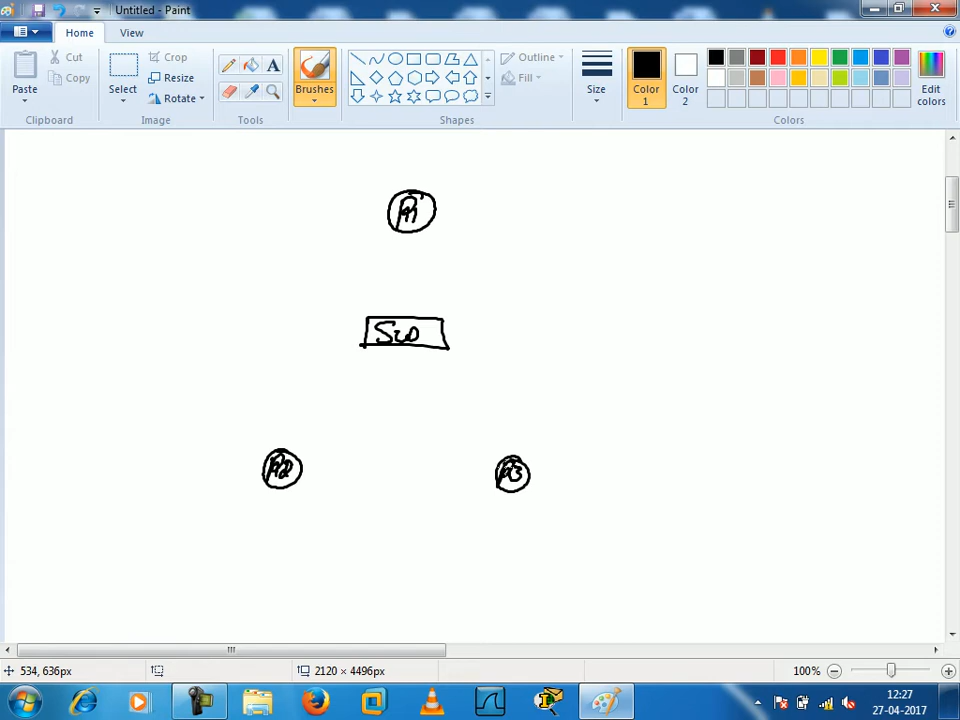 Untitled - Paint
Home View
Paste
Cut
Copy
Clipboard
Select
Crop
Resize
Rotate
Image
A
Tools
Brushes
Outline
Fill
Shapes
Size
Color 1
Color 2
Edit colors
Colors
R1
SW
R2
R3
534, 636px
2120 × 4496px
100%
12:27
27-04-2017